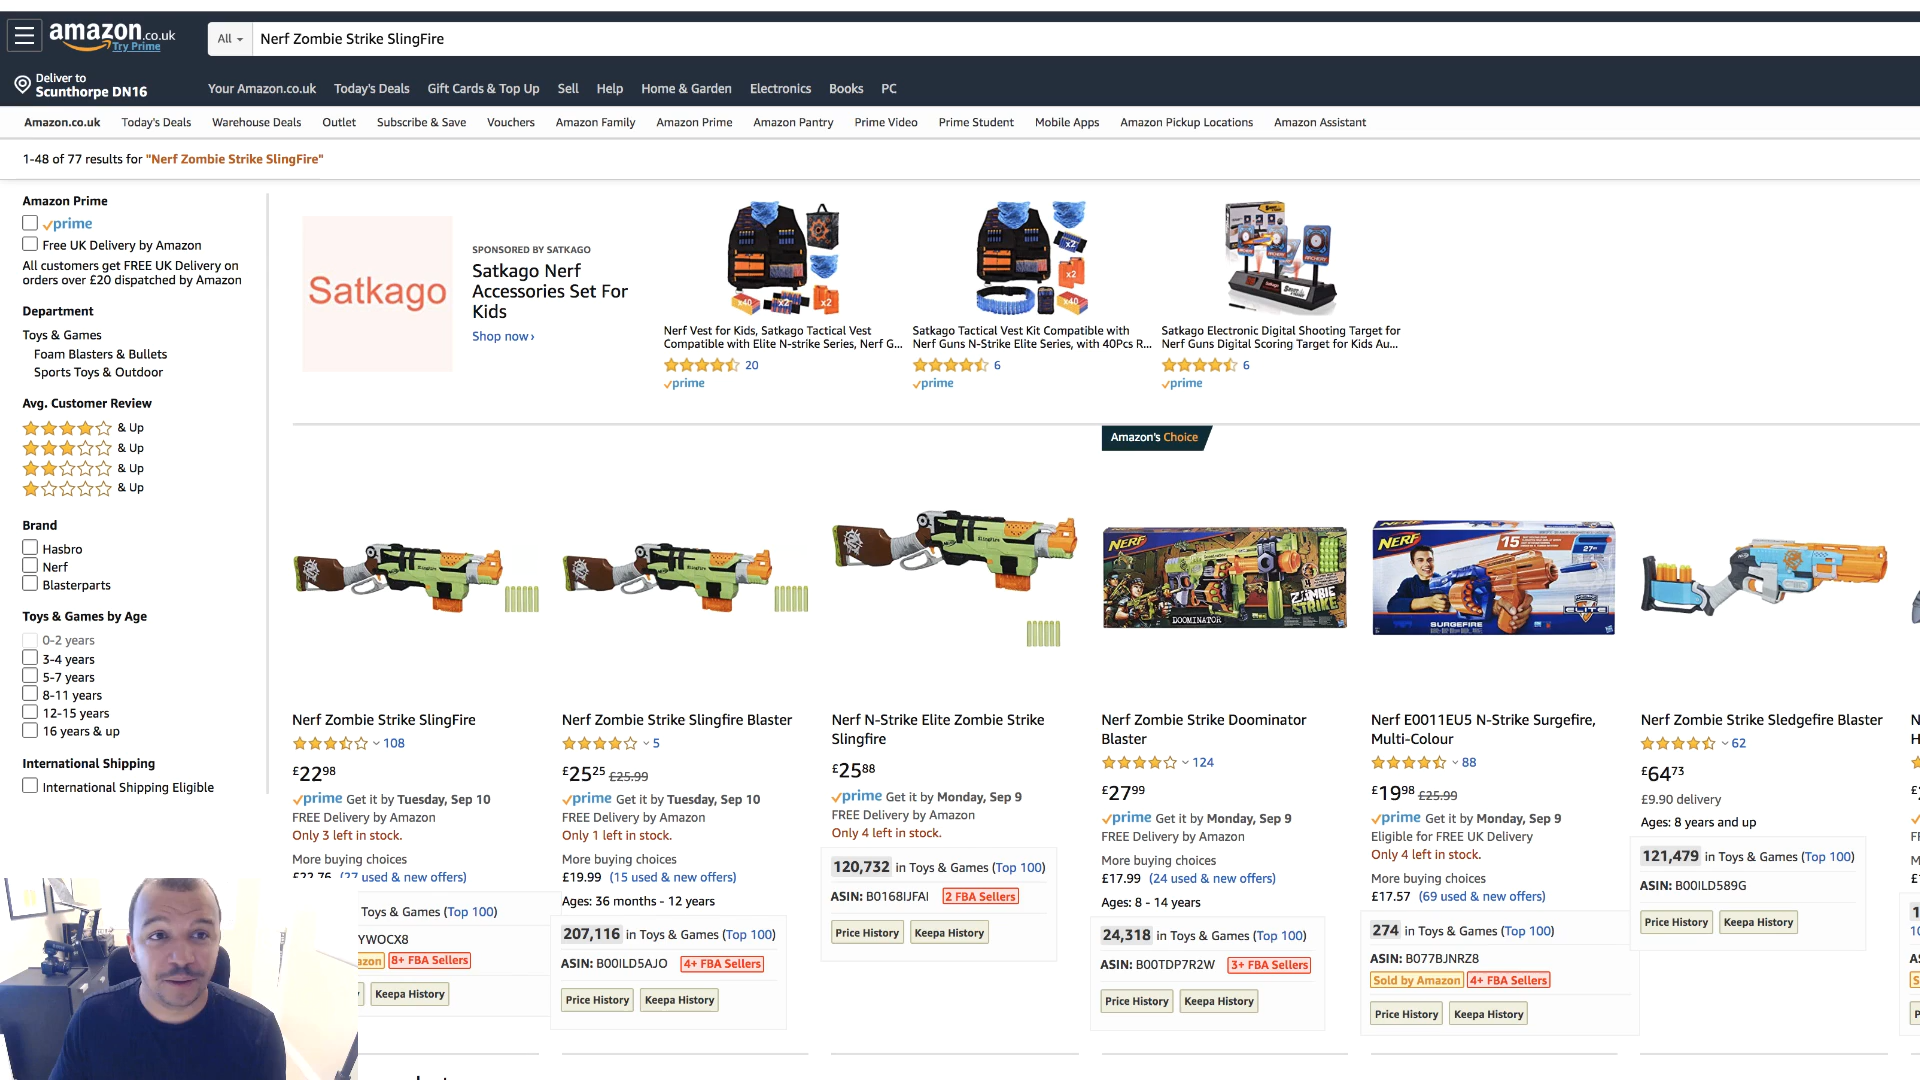 amazon.co.uk
Try Prime
All
Nerf Zombie Strike SlingFire
Deliver to
Scunthorpe DN16
Your Amazon.co.uk Today's Deals Gift Cards & Top Up Sell Help Home & Garden Electronics Books PC
Amazon.co.uk Today's Deals Warehouse Deals Outlet Subscribe & Save Vouchers Amazon Family Amazon Prime Amazon Pantry Prime Video Prime Student Mobile Apps Amazon Pickup Locations Amazon Assistant
1-48 of 77 results for "Nerf Zombie Strike SlingFire"
Amazon Prime
prime
Free UK Delivery by Amazon
All customers get FREE UK Delivery on
orders over £20 dispatched by Amazon
Department
Toys & Games
Foam Blasters & Bullets
Sports Toys & Outdoor
Avg. Customer Review
& Up
& Up
& Up
& Up
Brand
Hasbro
Nerf
Blasterparts
Toys & Games by Age
0-2 years
3-4 years
5-7 years
8-11 years
12-15 years
16 years & up
International Shipping
International Shipping Eligible
Satkago
SPONSORED BY SATKAGO
Satkago Nerf
Accessories Set For
Kids
Shop now›
Nerf Vest for Kids, Satkago Tactical Vest
Compatible with Elite N-strike Series, Nerf G...
20
prime
Satkago Tactical Vest Kit Compatible with
Nerf Guns N-Strike Elite Series, with 40Pcs R...
6
prime
Satkago Electronic Digital Shooting Target for
Nerf Guns Digital Scoring Target for Kids Au...
6
prime
Nerf Zombie Strike SlingFire
108
£2298
prime Get it by Tuesday, Sep 10
FREE Delivery by Amazon
Only 3 left in stock.
More buying choices
£22.76 (27 used & new offers)
Toys & Games (Top 100)
YWOCX8
azon 8+ FBA Sellers
Keepa History
Nerf Zombie Strike Slingfire Blaster
5
£2525 £25.99
prime Get it by Tuesday, Sep 10
FREE Delivery by Amazon
Only 1 left in stock.
More buying choices
£19.99 (15 used & new offers)
Ages: 36 months - 12 years
207,116 in Toys & Games (Top 100)
ASIN: B00ILD5AJO 4+ FBA Sellers
Price History Keepa History
Nerf N-Strike Elite Zombie Strike
Slingfire
£2588
prime Get it by Monday, Sep 9
FREE Delivery by Amazon
Only 4 left in stock.
120,732 in Toys & Games (Top 100)
ASIN: B0168IJFAI 2 FBA Sellers
Price History Keepa History
Amazon's Choice
NERF
ZOMBIE
STRIKE
DOOMINATOR
Nerf Zombie Strike Doominator
Blaster
124
£2799
prime Get it by Monday, Sep 9
FREE Delivery by Amazon
More buying choices
£17.99 (24 used & new offers)
Ages: 8 - 14 years
24,318 in Toys & Games (Top 100)
ASIN: B00TDP7R2W 3+ FBA Sellers
Price History Keepa History
NERF
15
27m
ELITE
SURGEFIRE
Nerf E0011EU5 N-Strike Surgefire,
Multi-Colour
88
£1998 £25.99
prime Get it by Monday, Sep 9
Eligible for FREE UK Delivery
Only 4 left in stock.
More buying choices
£17.57 (69 used & new offers)
274 in Toys & Games (Top 100)
ASIN: B077BJNRZ8
Sold by Amazon 4+ FBA Sellers
Price History Keepa History
Nerf Zombie Strike Sledgefire Blaster
62
£6473
£9.90 delivery
Ages: 8 years and up
121,479 in Toys & Games (Top 100)
ASIN: B00ILD589G
Price History Keepa History